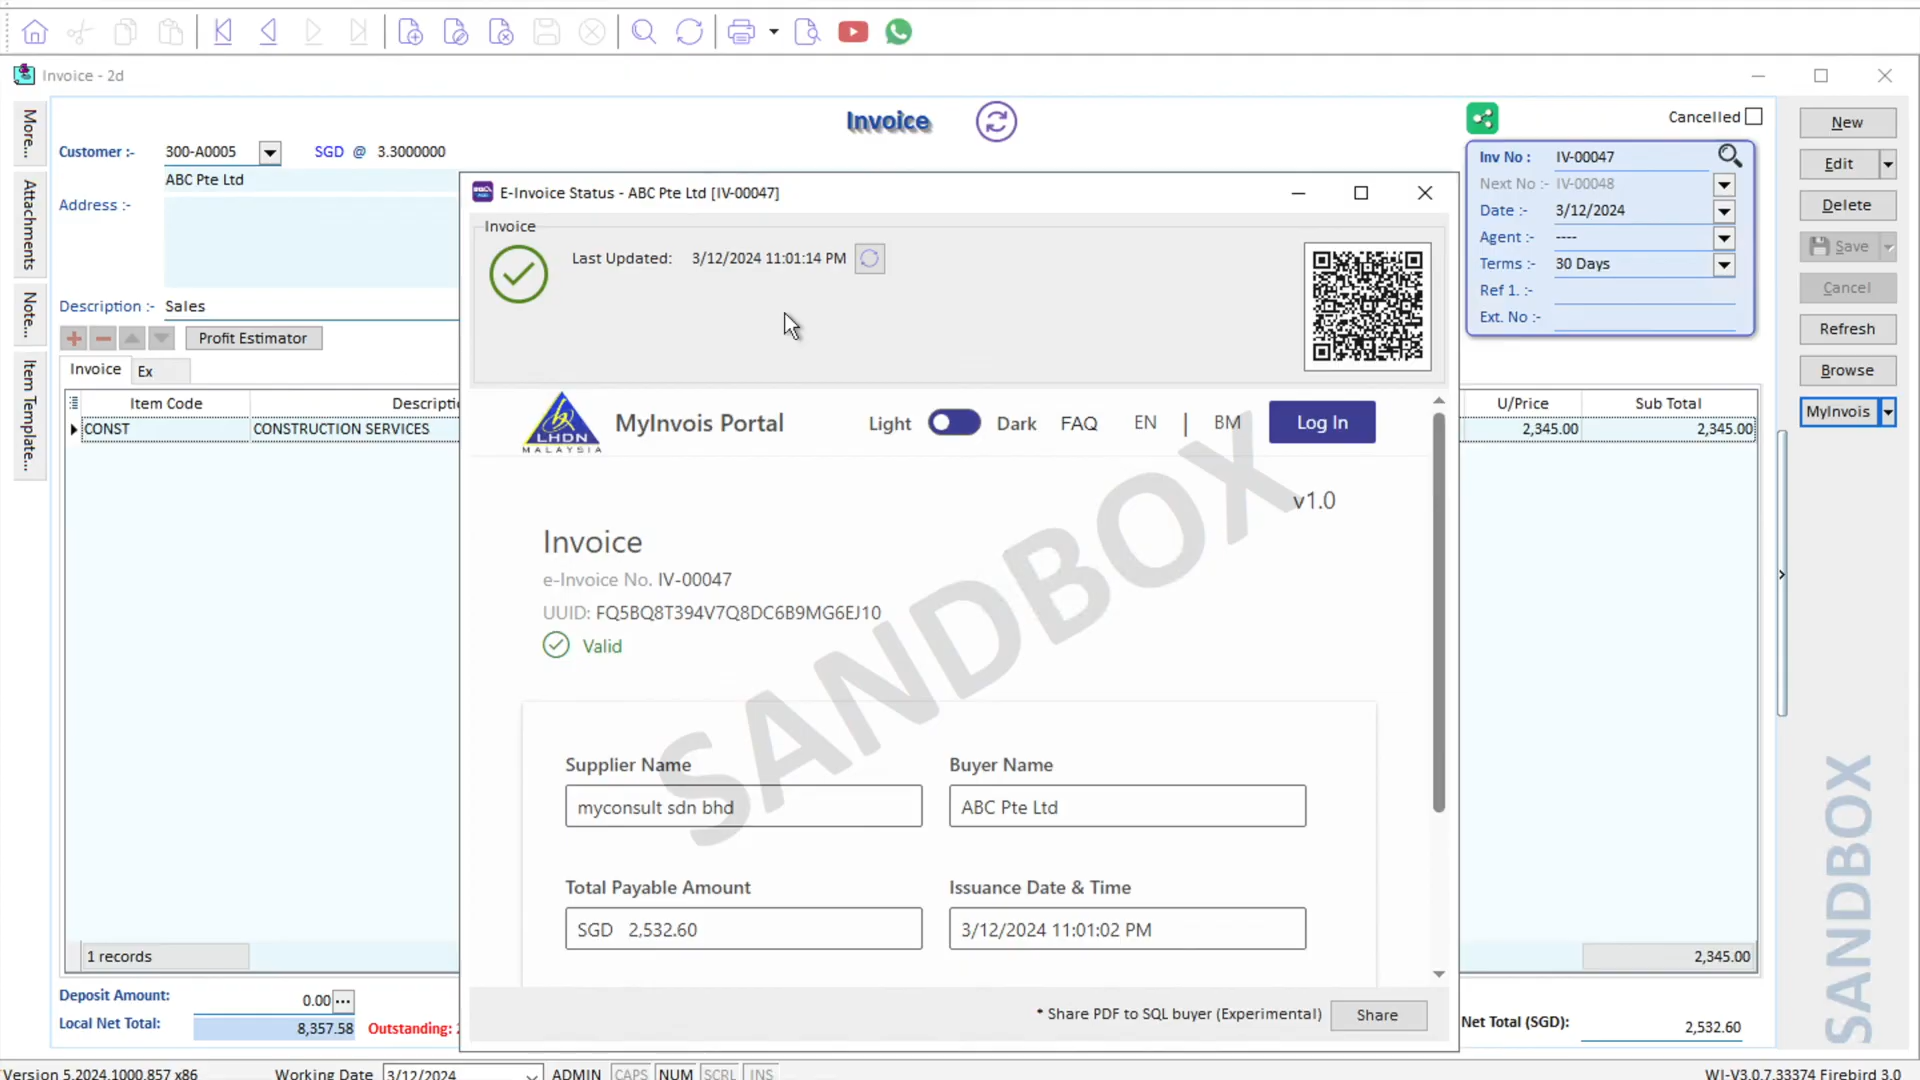 Invoice - 2d
More...
Attachments
Note...
Item Template...
Invoice
Cancelled
Customer :- 300-A0005 SGD @ 3.3000000
ABC Pte Ltd
Address :-
Description :- Sales
Profit Estimator
Invoice Ex
Item Code
CONST CONSTRUCTION SERVICES
1 records
Deposit Amount: 0.00
Local Net Total: 8,357.58 Outstanding:
Inv No : IV-00047
Next No :- IV-00048
Date :- 3/12/2024
Agent :- ----
Terms :- 30 Days
Ref 1. :-
Ext. No :-
New
Edit
Delete
Save
Cancel
Refresh
Browse
MyInvois
E-Invoice Status - ABC Pte Ltd [IV-00047]
Invoice
Last Updated: 3/12/2024 11:01:14 PM
LHDN
MALAYSIA
MyInvois Portal Light Dark FAQ EN | BM Log In
v1.0
Invoice
e-Invoice No. IV-00047
UUID: FQ5BQ8T394V7Q8DC6B9MG6EJ10
Valid
SANDBOX
Supplier Name Buyer Name
myconsult sdn bhd ABC Pte Ltd
Total Payable Amount Issuance Date & Time
SGD 2,532.60 3/12/2024 11:01:02 PM
* Share PDF to SQL buyer (Experimental) Share
U/Price Sub Total
2,345.00 2,345.00
2,345.00
Net Total (SGD): 2,532.60
SANDBOX
Version 5.2024.1000.857 x86 Working Date 3/12/2024 ADMIN CAPS NUM SCRL INS WI-V3.0.7.33374 Firebird 3.0